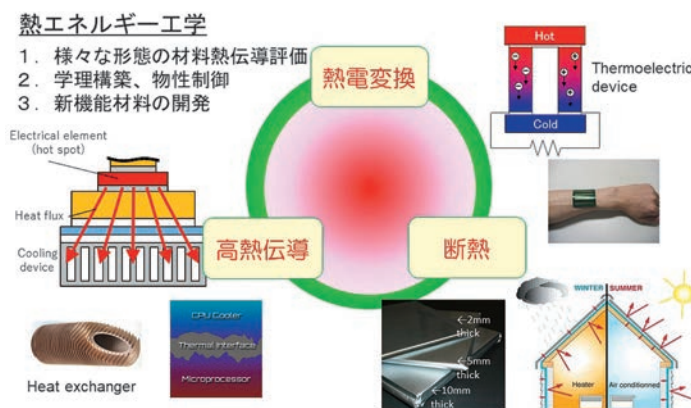 熱エネルギー工学
1．様々な形態の材料熱伝導評価
2．学理構築、物性制御
3．新機能材料の開発
熱電変換
Hot
Thermoelectric
device
Cold
Electrical element
(hot spot)
Heat flux
Cooling
device
高熱伝導
断熱
Heat exchanger
CPU Cooler
Thermal Interface
Microprocessor
←2mm
thick
←5mm
thick
←10mm
thick
WINTER SUMMER
Heater
Air conditionned